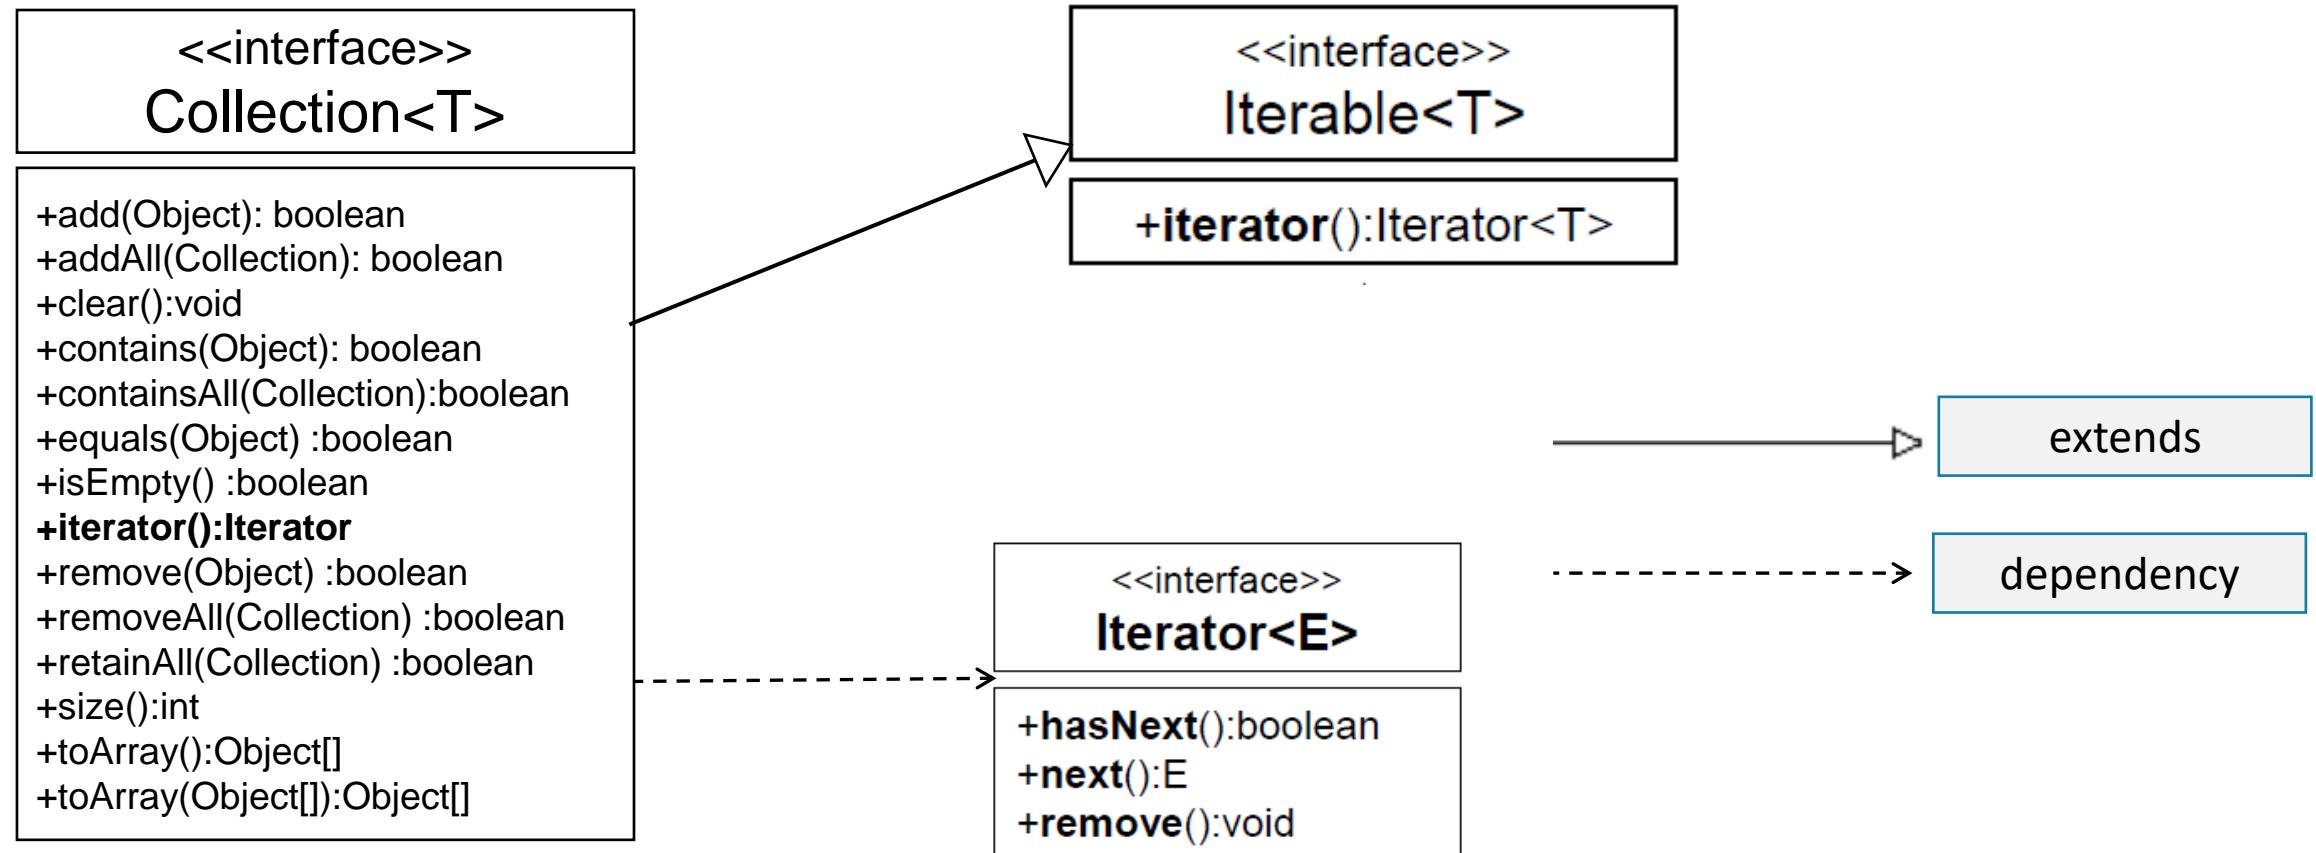 <<interface>>
Collection<T>
+add(Object): boolean
+addAll(Collection): boolean
+clear():void
+contains(Object): boolean
+containsAll(Collection):boolean
+equals(Object) :boolean
+isEmpty() :boolean
+iterator():Iterator
+remove(Object) :boolean
+removeAll(Collection) :boolean
+retainAll(Collection) :boolean
+size():int
+toArray():Object[]
+toArray(Object[]):Object[]
<<interface>>
Iterable<T>
+iterator():Iterator<T>
<<interface>>
Iterator<E>
+hasNext():boolean
+next():E
+remove():void
extends
dependency